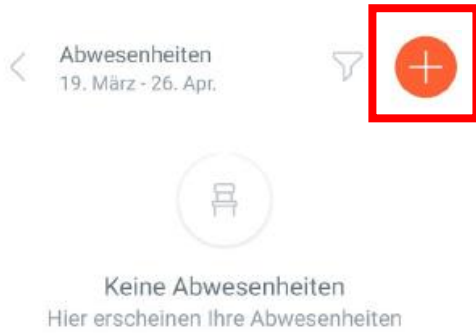 Abwesenheiten
19. März - 26. Apr.
Keine Abwesenheiten
Hier erscheinen Ihre Abwesenheiten